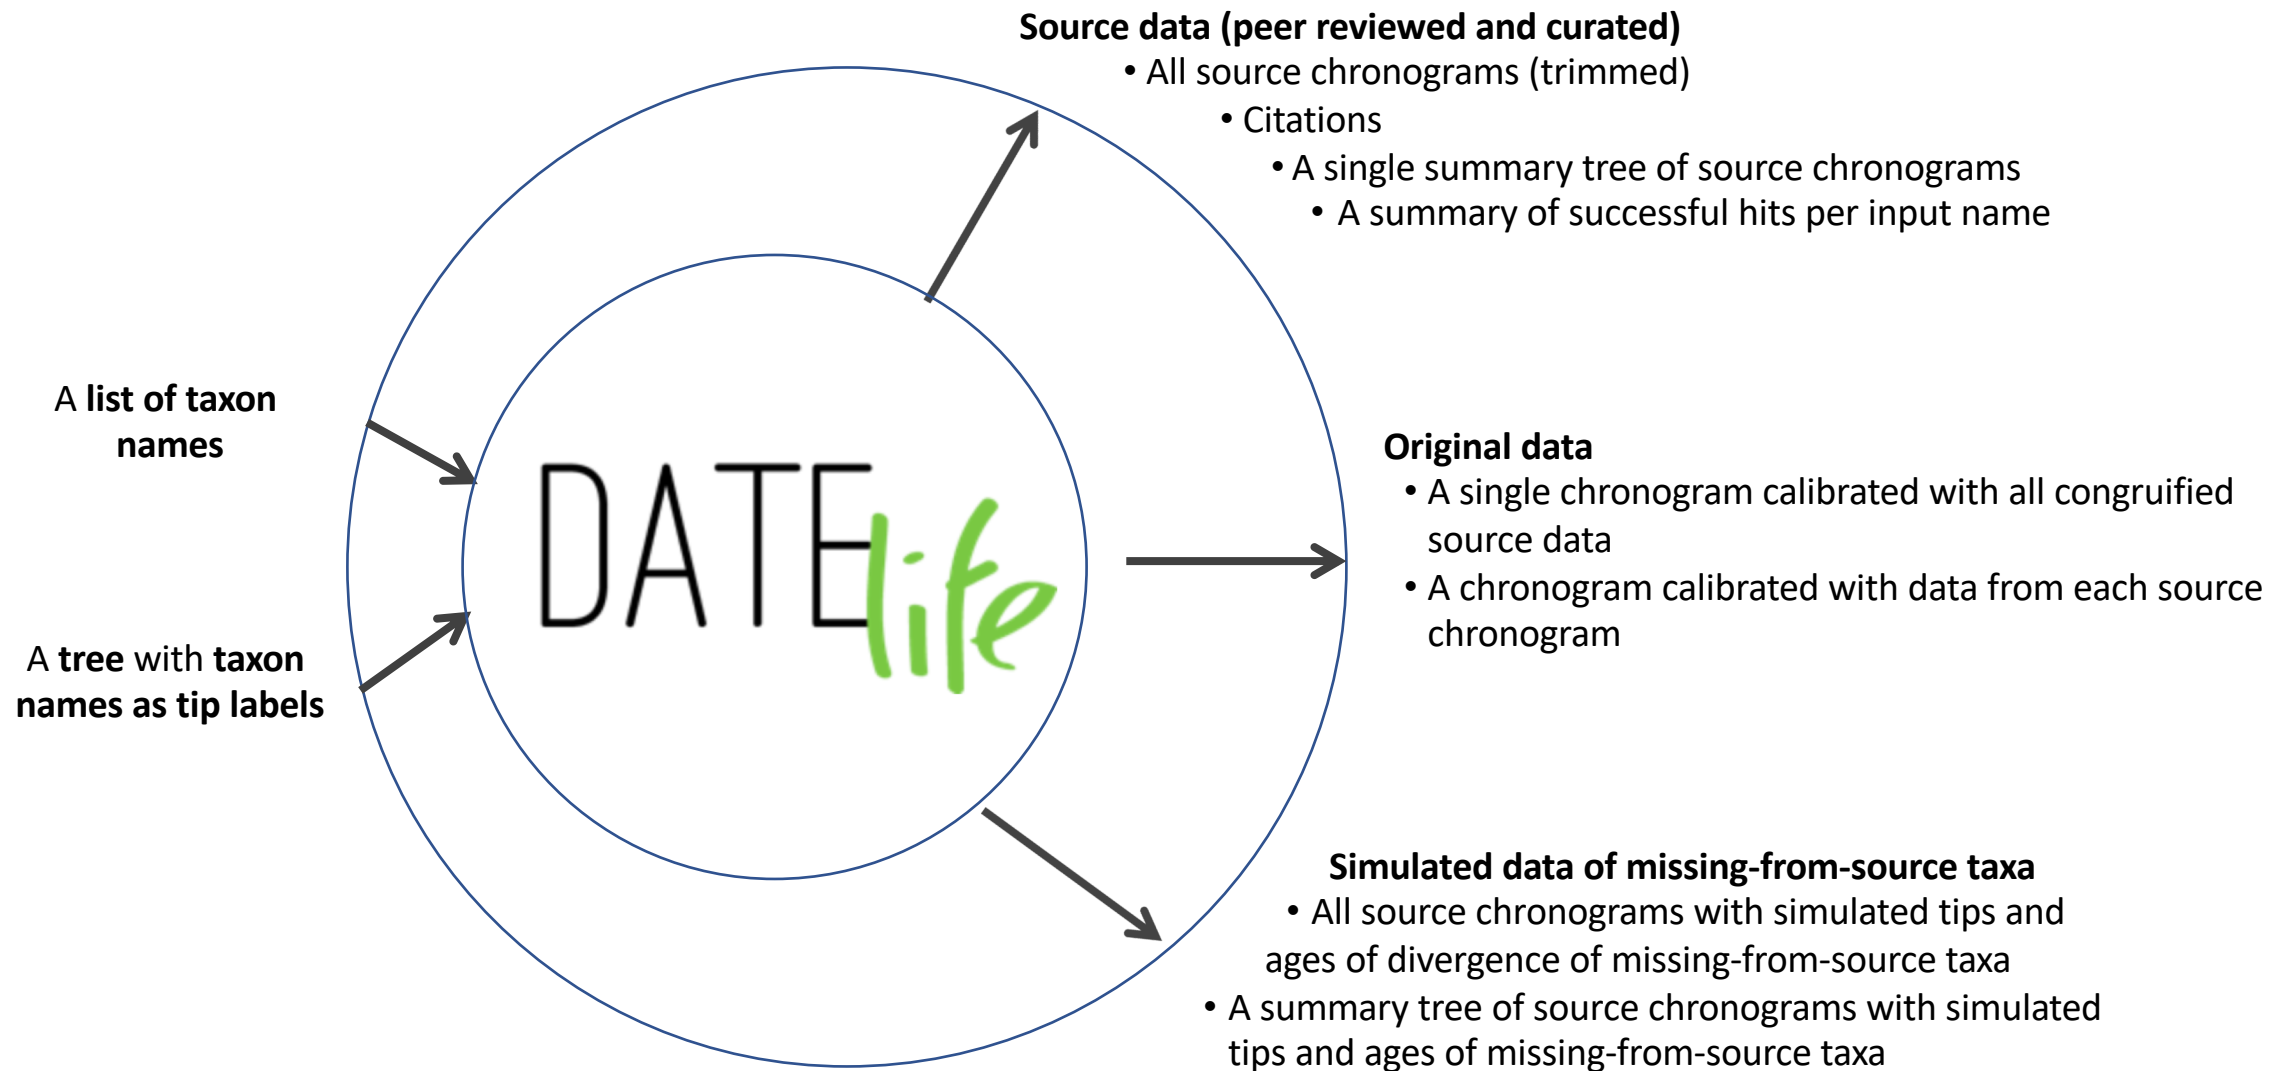 Source data (peer reviewed and curated)
• All source chronograms (trimmed)
• Citations
• A single summary tree of source chronograms
• A summary of successful hits per input name
A list of taxon
names
A tree with taxon
names as tip labels
DATElife
Original data
• A single chronogram calibrated with all congruified
source data
• A chronogram calibrated with data from each source
chronogram
Simulated data of missing-from-source taxa
• All source chronograms with simulated tips and
ages of divergence of missing-from-source taxa
• A summary tree of source chronograms with simulated
tips and ages of missing-from-source taxa